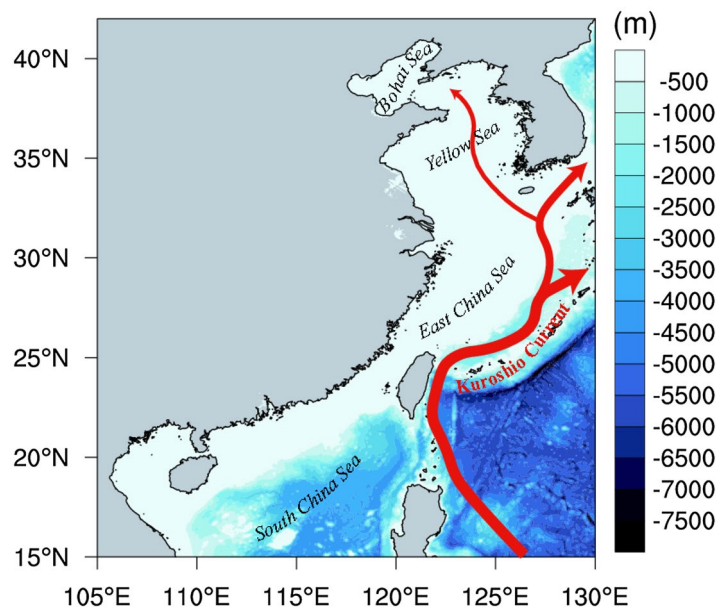 (m)
40°N
35°N
30°N
25°N
20°N
15°N
105°E
110°E
115°E
120°E
125°E
130°E
Bohai Sea
Yellow Sea
East China Sea
Kuroshio Current
South China Sea
-500
-1000
-1500
-2000
-2500
-3000
-3500
-4000
-4500
-5000
-5500
-6000
-6500
-7000
-7500